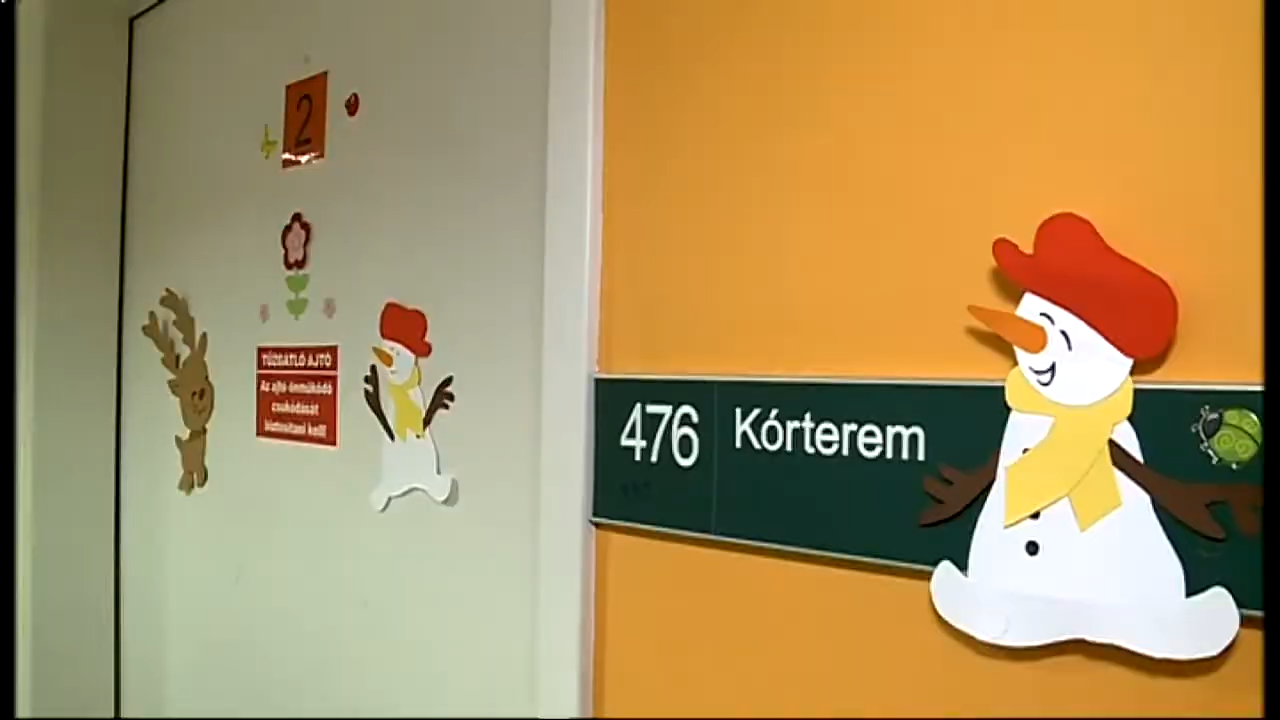 2
TŰZGÁTLÓ AJTÓ
Az ajtó önműködő
csukódását
biztosítani kell!
476
Kórterem